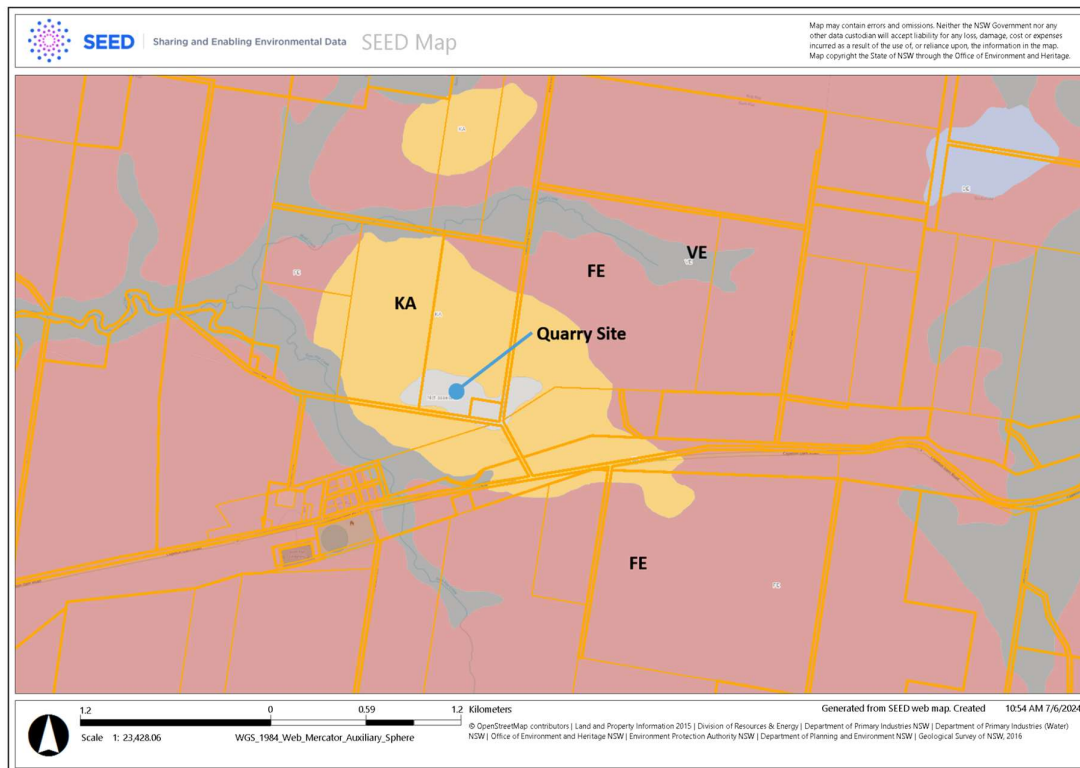 SEED Sharing and Enabling Environmental Data SEED Map
Map may contain errors and omissions. Neither the NSW Government nor any
other data custodian will accept liability for any loss, damage, cost or expenses
incurred as a result of the use of, or reliance upon, the information in the map.
Map copyright the State of NSW through the Office of Environment and Heritage.
KA
VE
FE
KA
KA
Quarry Site
FE
1.2 0 0.59 1.2 Kilometers
Scale 1: 23,428.06 WGS_1984_Web_Mercator_Auxiliary_Sphere
Generated from SEED web map. Created 10:54 AM 7/6/2024
© OpenStreetMap contributors | Land and Property Information 2015 | Division of Resources & Energy | Department of Primary Industries NSW | Department of Primary Industries (Water)
NSW | Office of Environment and Heritage NSW | Environment Protection Authority NSW | Department of Planning and Environment NSW | Geological Survey of NSW, 2016